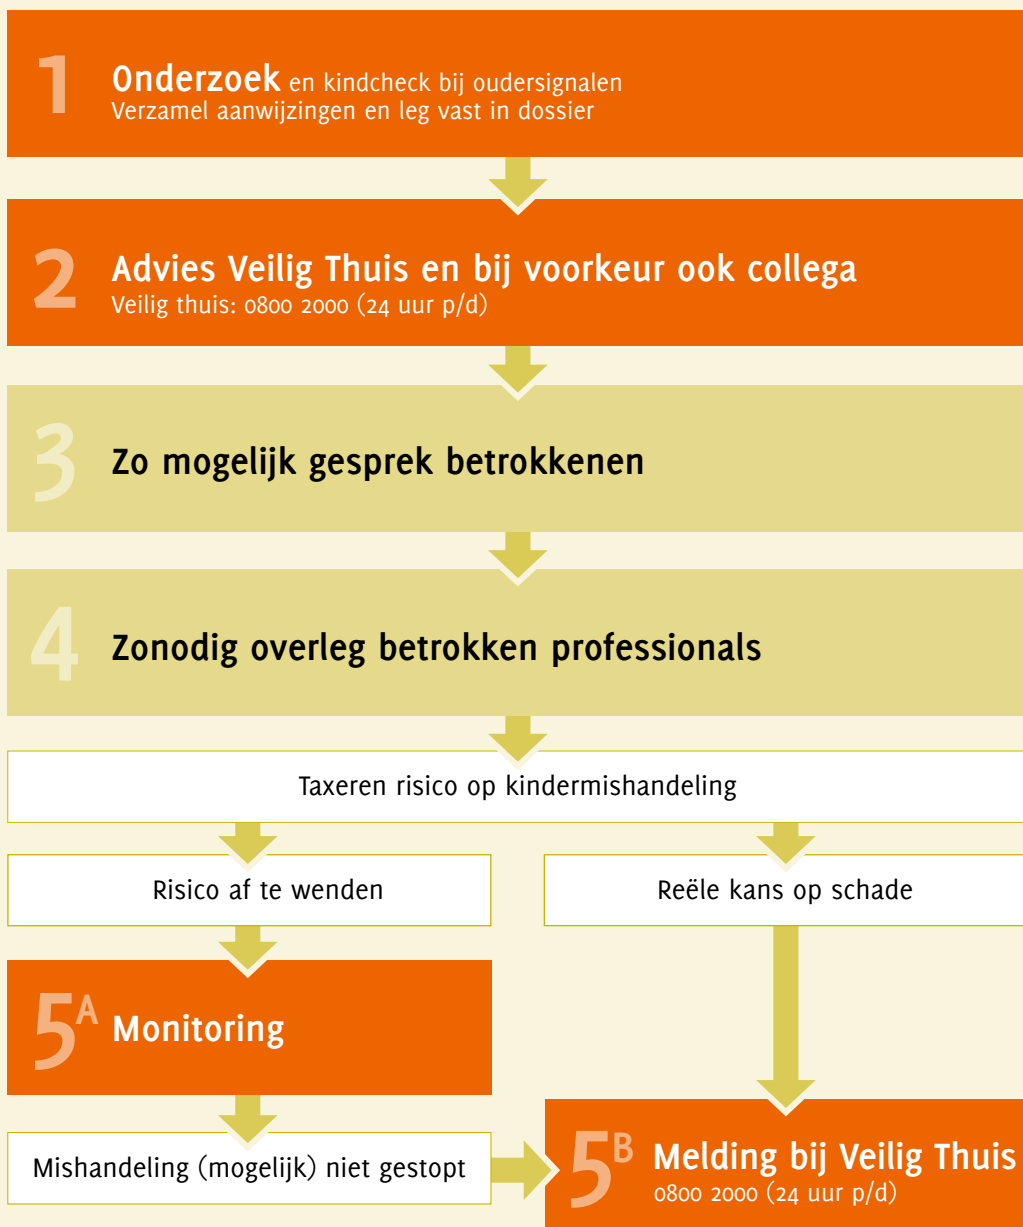 1
Onderzoek en kindcheck bij oudersignalen
Verzamel aanwijzingen en leg vast in dossier
2
Advies Veilig Thuis en bij voorkeur ook collega
Veilig thuis: 0800 2000 (24 uur p/d)
3
Zo mogelijk gesprek betrokkenen
4
Zonodig overleg betrokken professionals
Taxeren risico op kindermishandeling
Risico af te wenden
Reële kans op schade
5A
Monitoring
Mishandeling (mogelijk) niet gestopt
5B
Melding bij Veilig Thuis
0800 2000 (24 uur p/d)